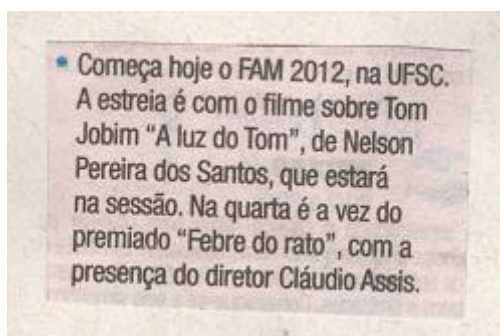 • Começa hoje o FAM 2012, na UFSC.
A estreia é com o filme sobre Tom
Jobim “A luz do Tom”, de Nelson
Pereira dos Santos, que estará
na sessão. Na quarta é a vez do
premiado “Febre do rato”, com a
presença do diretor Cláudio Assis.